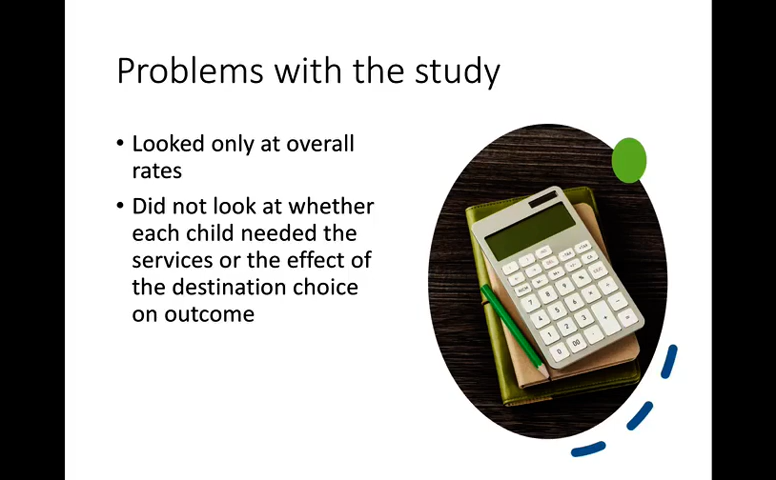 Problems with the study
• Looked only at overall
rates
• Did not look at whether
each child needed the
services or the effect of
the destination choice
on outcome